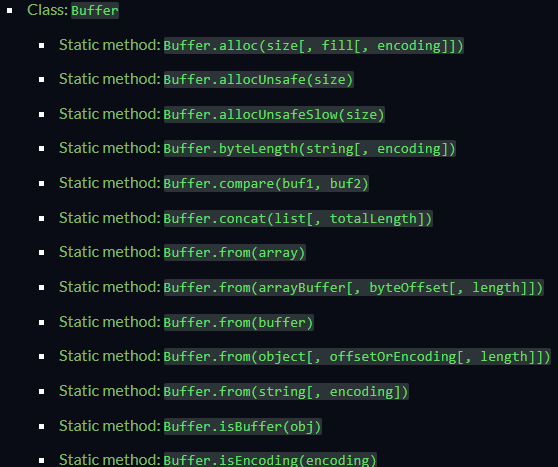 Class: Buffer
Static method: Buffer.alloc(size[, fill[, encoding]])
Static method: Buffer.allocUnsafe(size)
Static method: Buffer.allocUnsafeSlow(size)
Static method: Buffer.byteLength(string[, encoding])
Static method: Buffer.compare(buf1, buf2)
Static method: Buffer.concat(list[, totalLength])
Static method: Buffer.from(array)
Static method: Buffer.from(arrayBuffer[, byteOffset[, length]])
Static method: Buffer.from(buffer)
Static method: Buffer.from(object[, offsetOrEncoding[, length]])
Static method: Buffer.from(string[, encoding])
Static method: Buffer.isBuffer(obj)
Static method: Buffer.isEncoding(encoding)